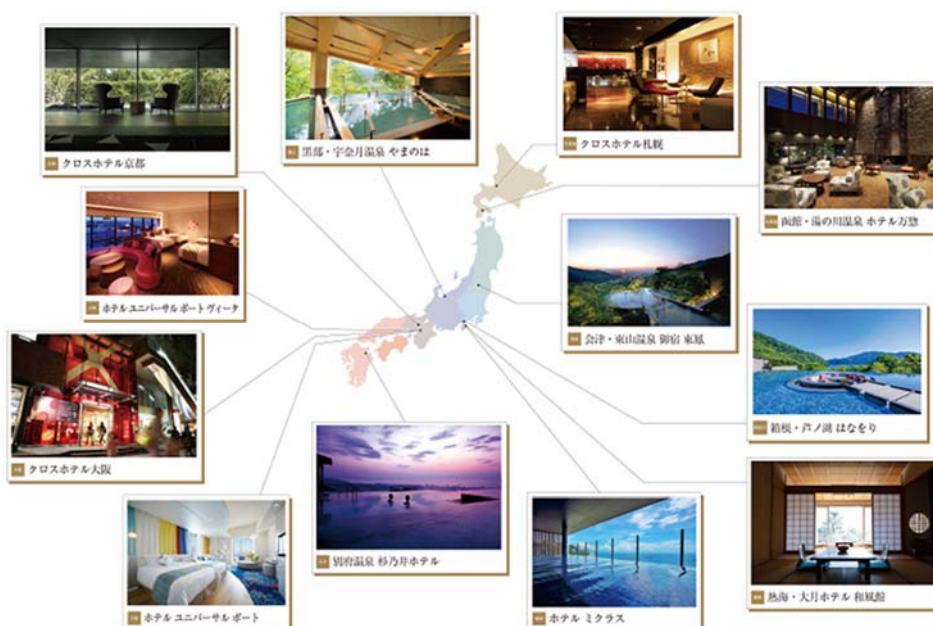 クロスホテル京都
黒部・宇奈月温泉 やまのは
クロスホテル札幌
函館・湯の川温泉 ホテル万惣
ホテル ユニバーサル ポート ヴィータ
会津・東山温泉 御宿 東鳳
クロスホテル大阪
箱根・芦ノ湖 はなをり
別府温泉 杉乃井ホテル
ホテル ユニバーサル ポート
ホテル ミクラス
熱海・大月ホテル 和風館